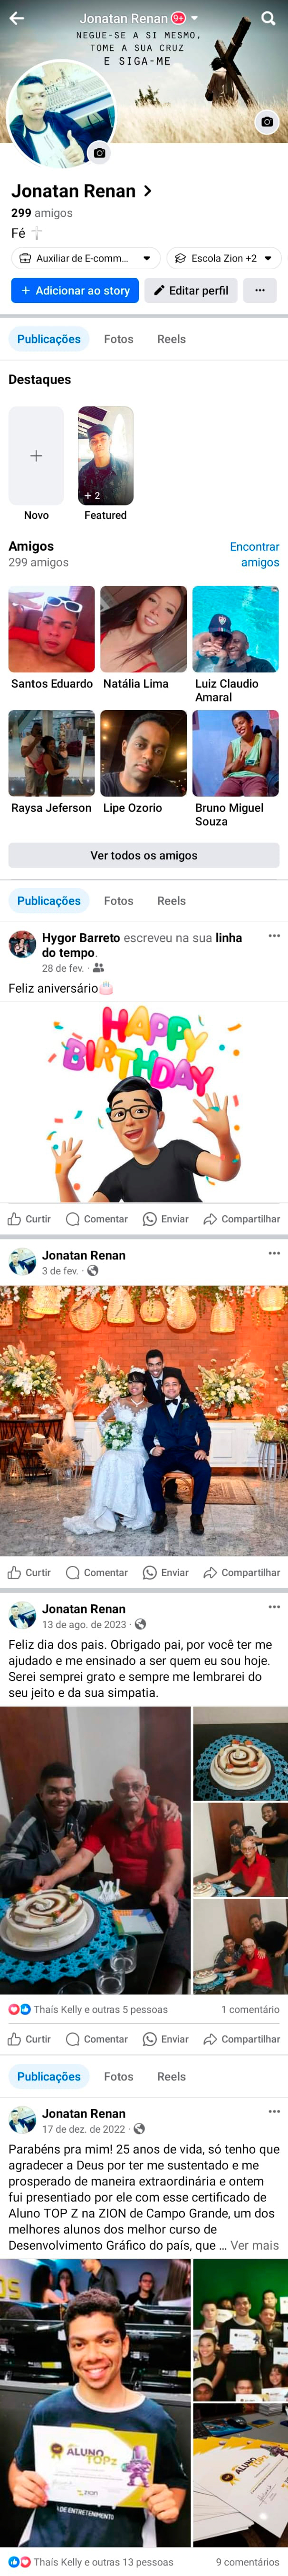 Jonatan Renan 9+
NEGUE-SE A SI MESMO,
TOME A SUA CRUZ
E SIGA-ME
Jonatan Renan
299 amigos
Fé
Auxiliar de E-comm...
Escola Zion +2
+ Adicionar ao story
Editar perfil
...
Publicações
Fotos
Reels
Destaques
+
+ 2
Novo
Featured
Amigos
Encontrar
299 amigos
amigos
Santos Eduardo
Natália Lima
Luiz Claudio
Amaral
Raysa Jeferson
Lipe Ozorio
Bruno Miguel
Souza
Ver todos os amigos
Publicações
Fotos
Reels
Hygor Barreto escreveu na sua linha
do tempo.
28 de fev. ·
Feliz aniversário
HAPPY
BIRTHDAY
Curtir
Comentar
Enviar
Compartilhar
Jonatan Renan
3 de fev. ·
Curtir
Comentar
Enviar
Compartilhar
Jonatan Renan
13 de ago. de 2023 ·
Feliz dia dos pais. Obrigado pai, por você ter me
ajudado e me ensinado a ser quem eu sou hoje.
Serei sempri grato e sempre me lembrarei do
seu jeito e da sua simpatia.
Thaís Kelly e outras 5 pessoas
1 comentário
Curtir
Comentar
Enviar
Compartilhar
Publicações
Fotos
Reels
Jonatan Renan
17 de dez. de 2022 ·
Parabéns pra mim! 25 anos de vida, só tenho que
agradecer a Deus por ter me sustentado e me
prosperado de maneira extraordinária e ontem
fui presentiado por ele com esse certificado de
Aluno TOP Z na ZION de Campo Grande, um dos
melhores alunos dos melhor curso de
Desenvolvimento Gráfico do país, que ... Ver mais
ALUNO
TOPZ
ZION
DE ENTRETENIMENTO
ALUNO
TOPZ
Thaís Kelly e outras 13 pessoas
9 comentários